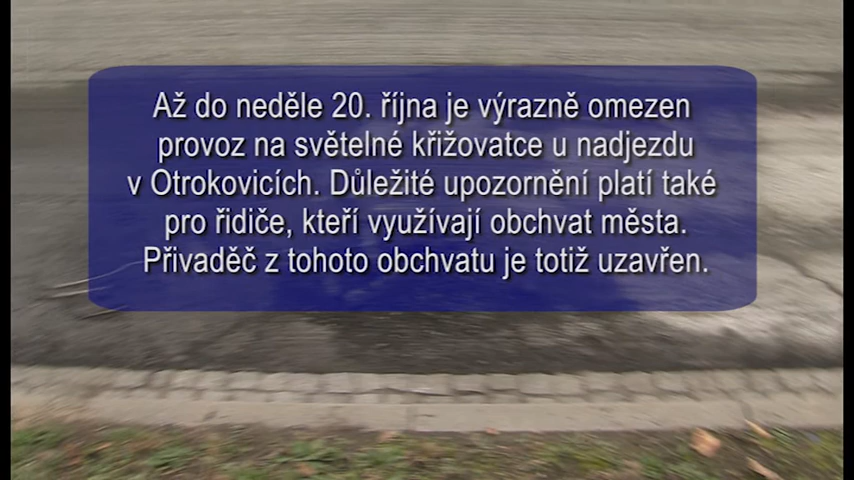 Až do neděle 20. října je výrazně omezen
provoz na světelné křižovatce u nadjezdu
v Otrokovicích. Důležité upozornění platí také
pro řidiče, kteří využívají obchvat města.
Přivaděč z tohoto obchvatu je totiž uzavřen.